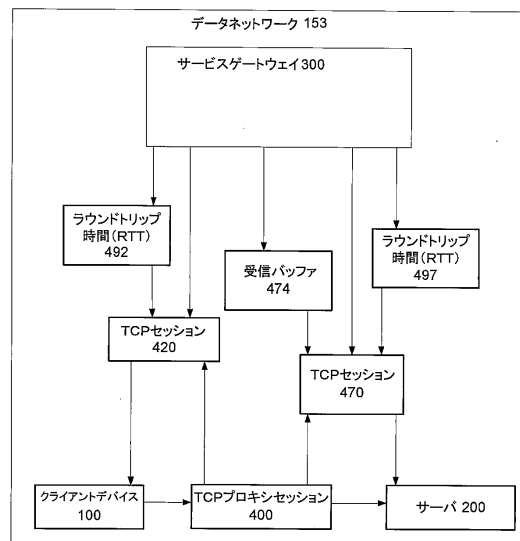 データネットワーク 153
サービスゲートウェイ300
ラウンドトリップ
時間(RTT)
492
受信バッファ
474
ラウンドトリップ
時間(RTT)
497
TCPセッション
420
TCPセッション
470
クライアントデバイス
100
TCPプロキシセッション
400
サーバ 200